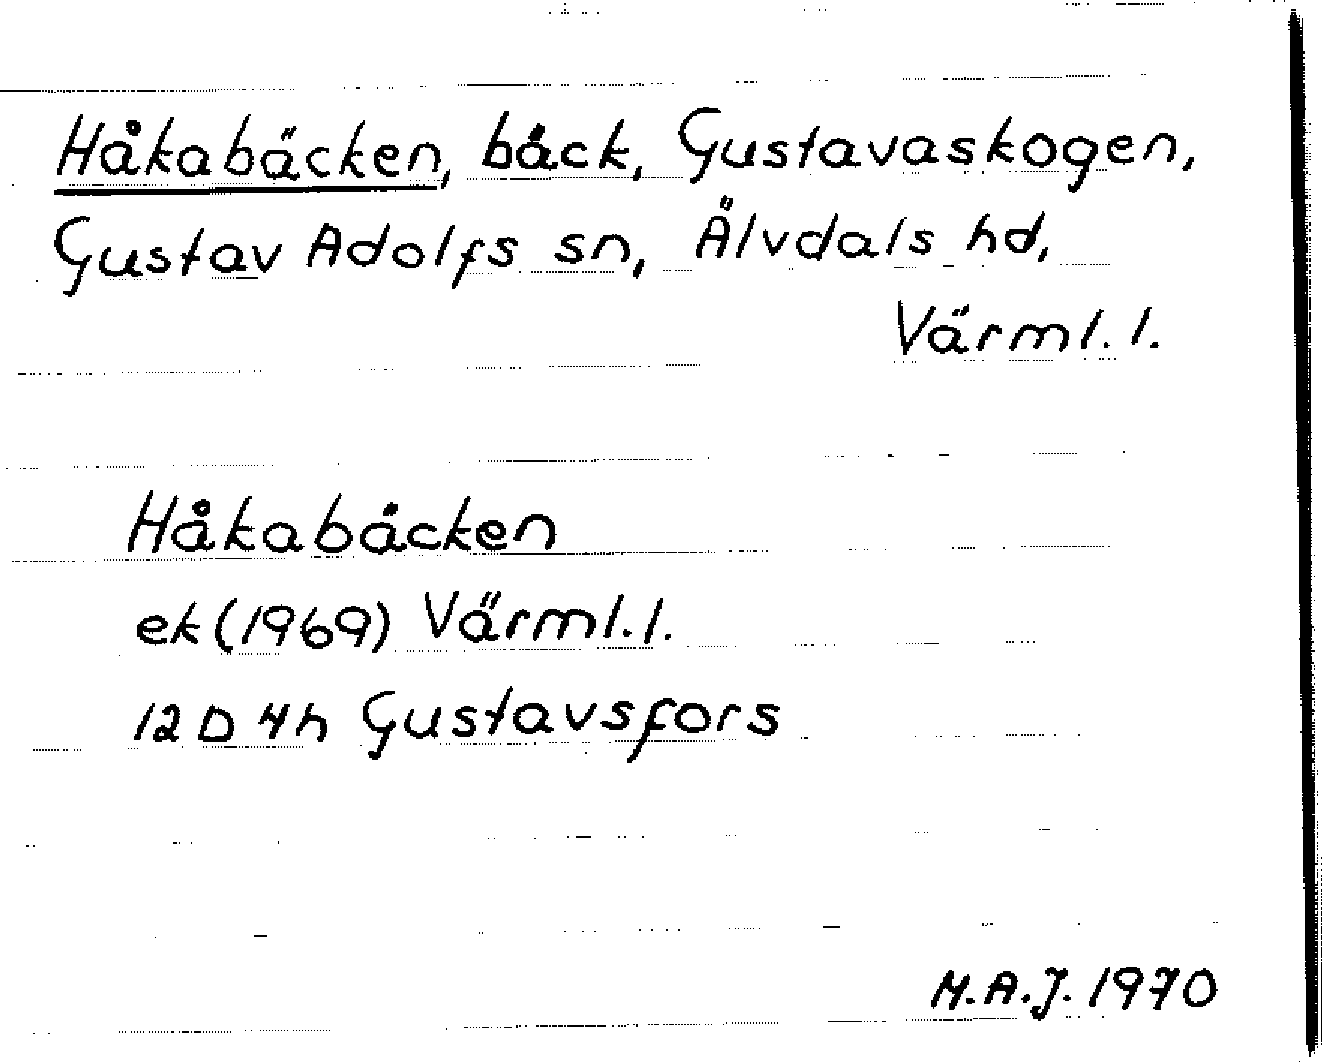 Håkabäcken, bäck, Gustavaskogen,
Gustav Adolfs sn, Älvdals hd,
Värml. l.
Håkabäcken
ek (1969) Värml. l.
12 D 4h Gustavsfors
M.A.J. 1970